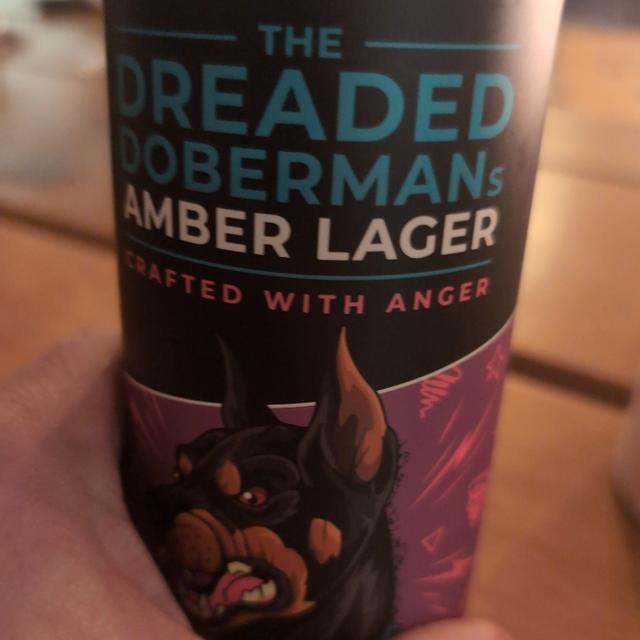 THE
DREADED
DOBERMANs
AMBER LAGER
CRAFTED WITH ANGER